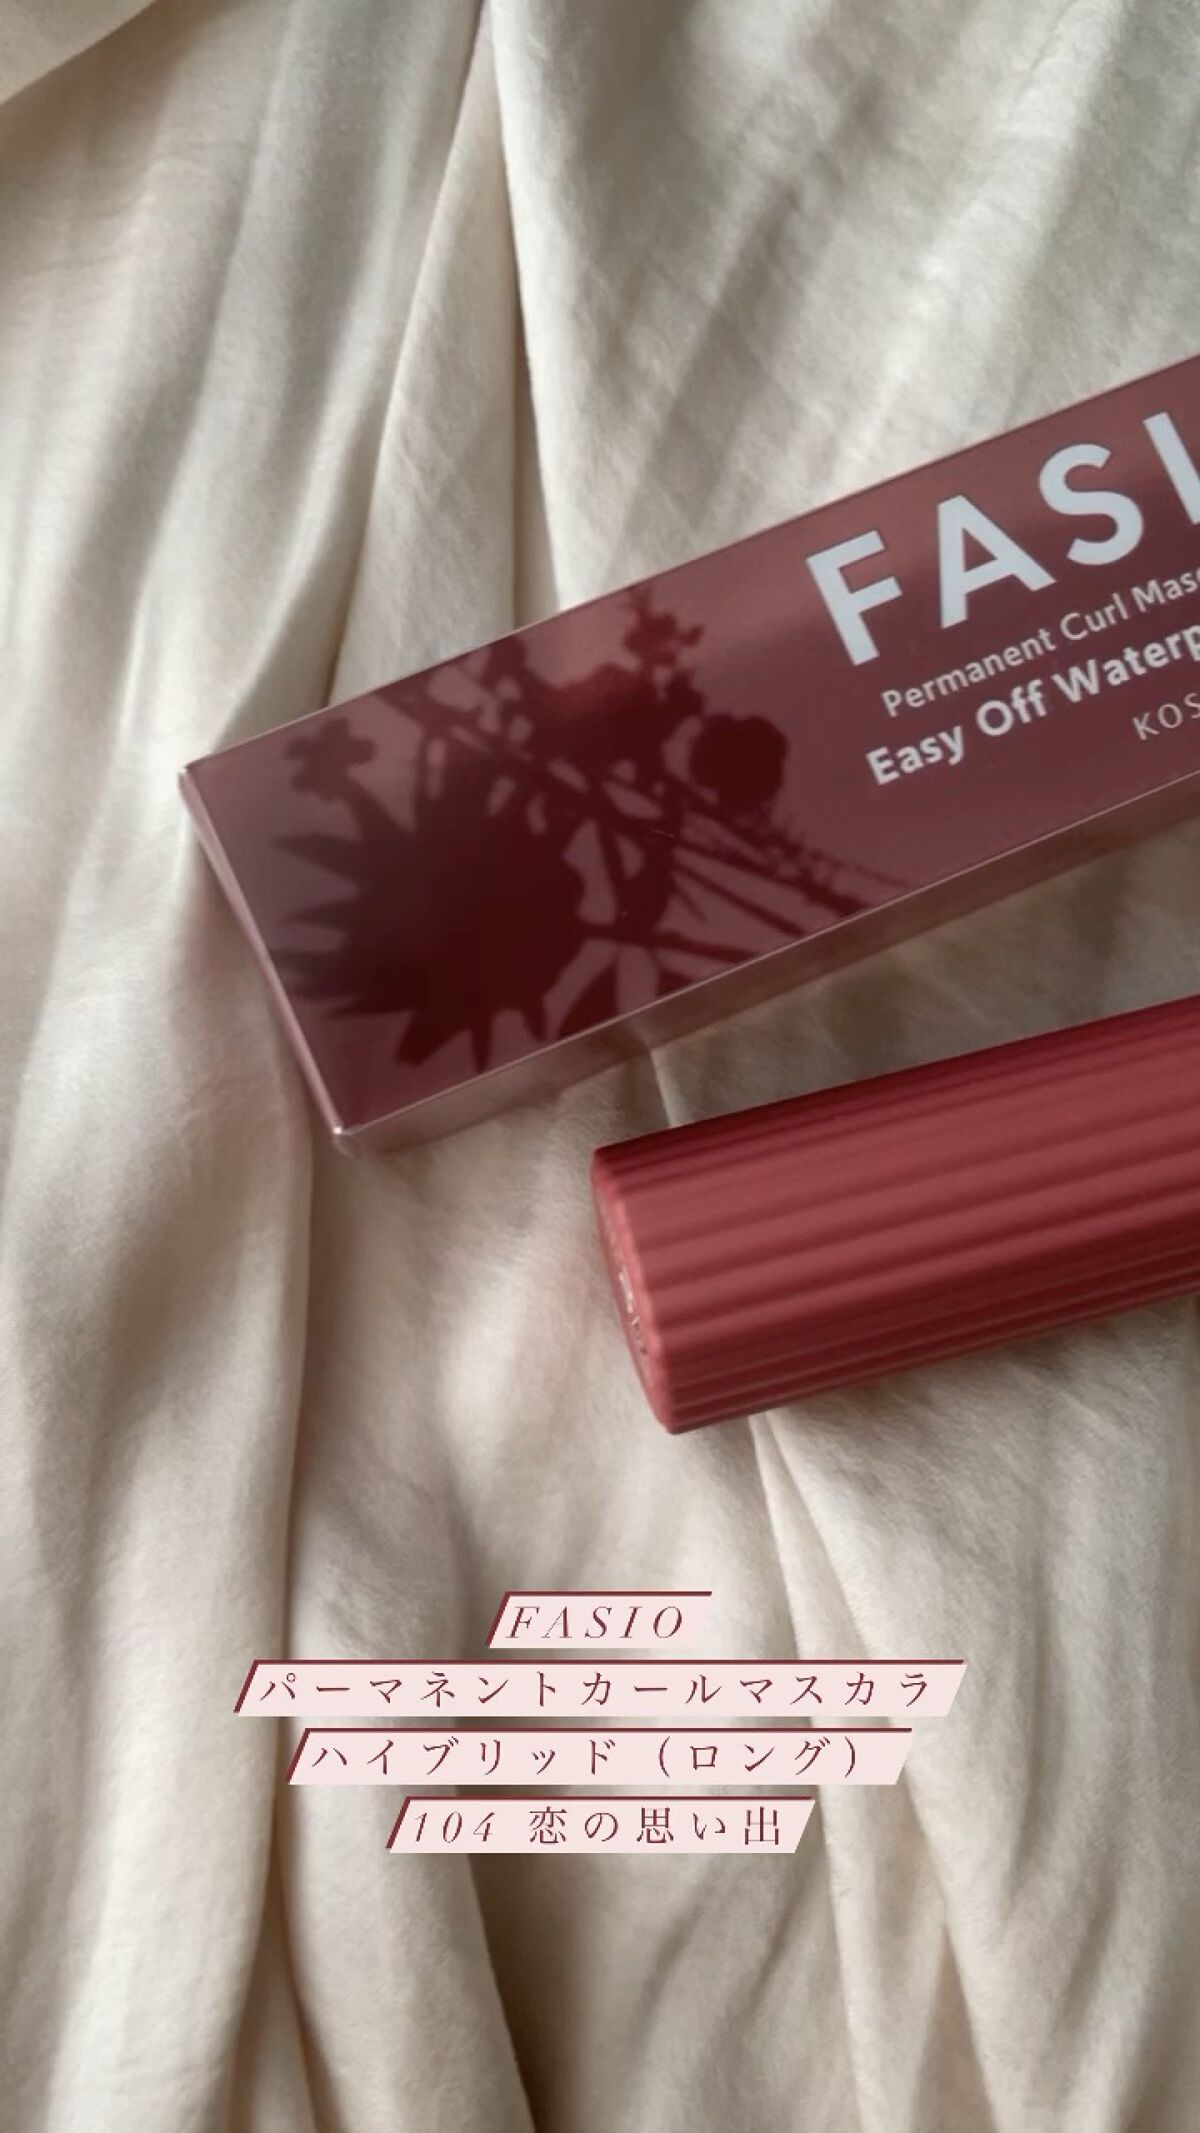 FASI
Permanent Curl Mas
Easy Off Waterp
KOS
FASIO
パーマネントカールマスカラ
ハイブリッド（ロング）
104 恋の思い出